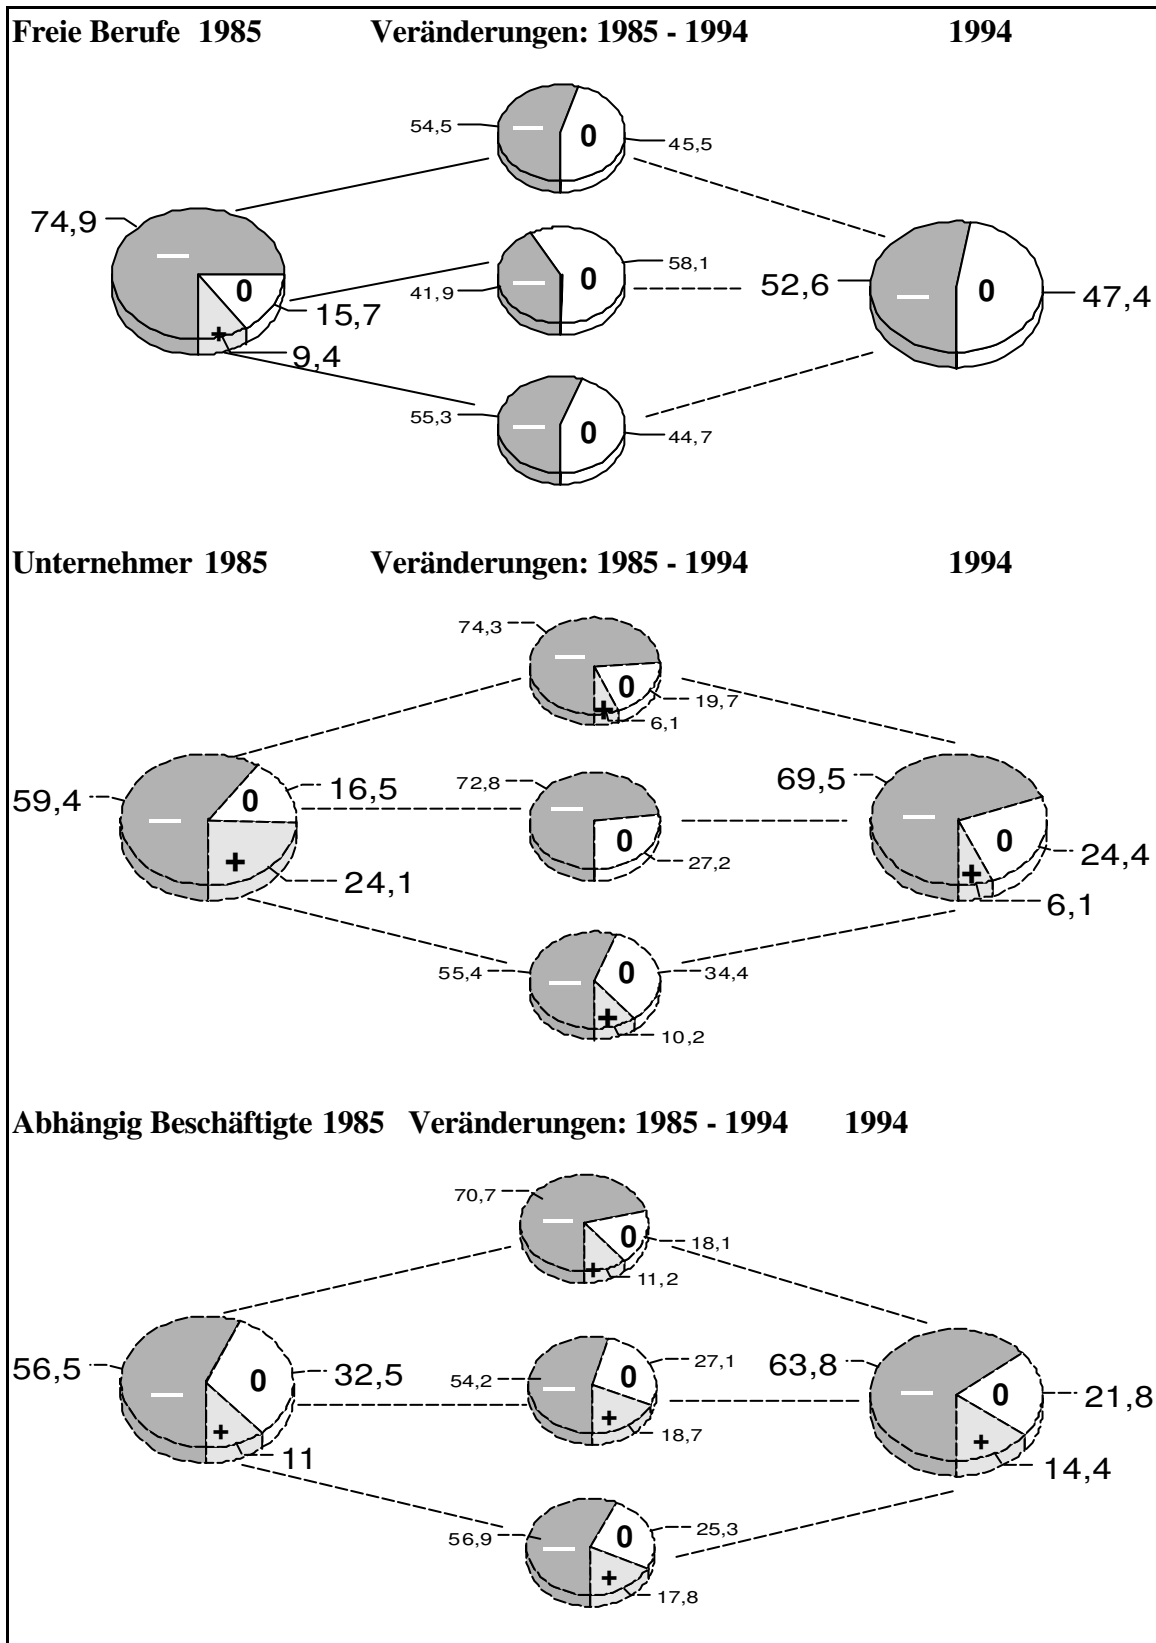 Freie Berufe 1985 Veränderungen: 1985 - 1994 1994
54,5 — 0 45,5
74,9 — 0 + 15,7 9,4
41,9 — 0 58,1
52,6 — 0 47,4
55,3 — 0 44,7
Unternehmer 1985 Veränderungen: 1985 - 1994 1994
74,3 — 0 + 19,7 6,1
59,4 — 0 + 16,5 24,1
72,8 — 0 27,2
69,5 — 0 + 24,4 6,1
55,4 — 0 + 34,4 10,2
Abhängig Beschäftigte 1985 Veränderungen: 1985 - 1994 1994
70,7 — 0 + 18,1 11,2
56,5 — 0 + 32,5 11
54,2 0 + 27,1 18,7
63,8 — 0 + 21,8 14,4
56,9 — 0 + 25,3 17,8